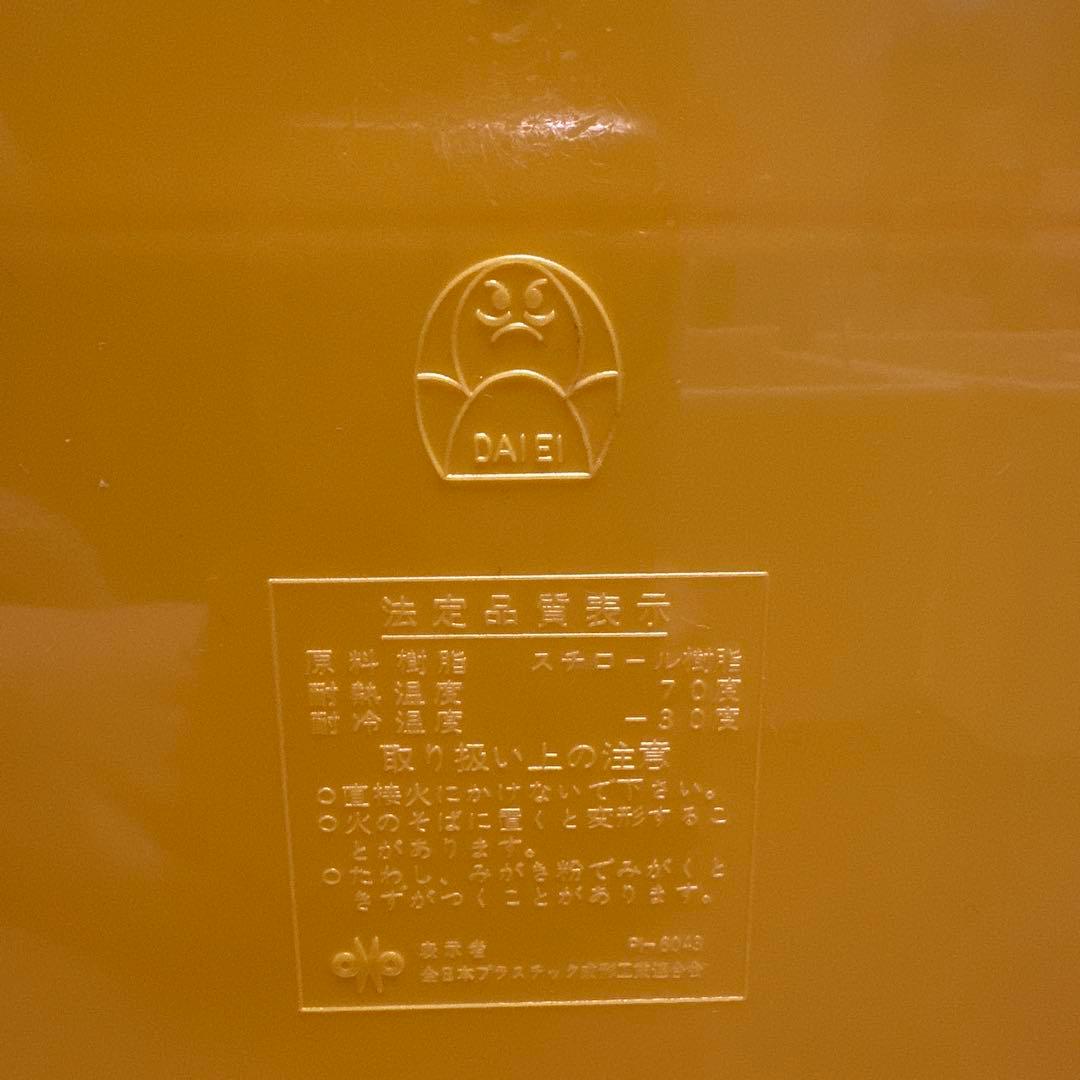 DAIEI
法定品質表示
原料樹脂 スチロール樹脂
耐熱温度 70度
耐冷温度 -30度
取り扱い上の注意
○直接火にかけないで下さい。
○火のそばに置くと変形するこ
とがあります。
○たわし、みがき粉でみがくと
きずがつくことがあります。
表示者 PI-6043
全日本プラスチック成形工業連合会